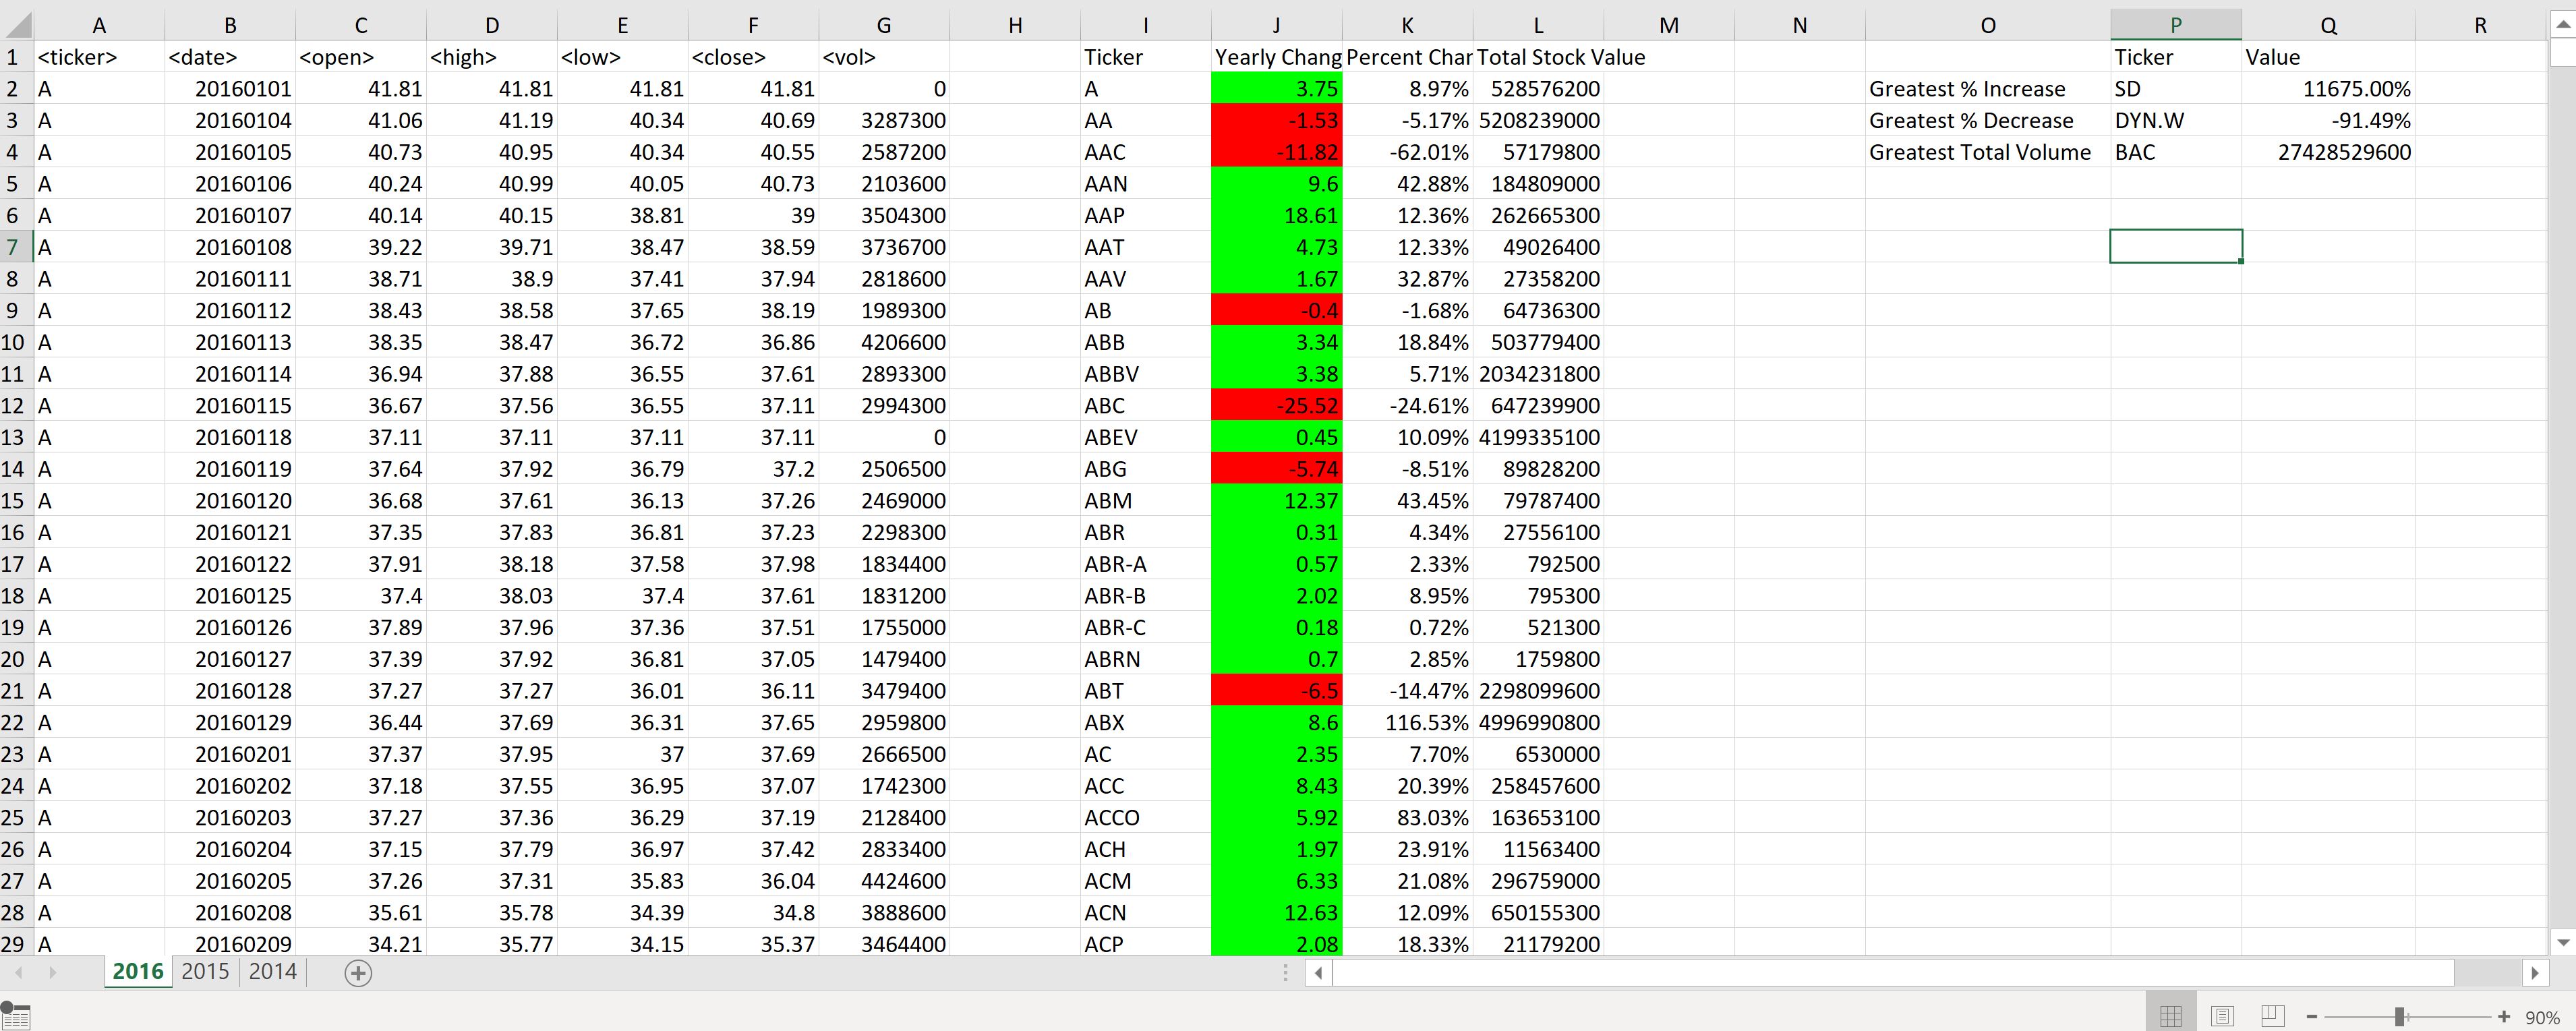 A B C D E F G H I J K L M N O P Q R
1 <ticker> <date> <open> <high> <low> <close> <vol> Ticker Yearly Chang Percent Char Total Stock Value Ticker Value
2 A 20160101 41.81 41.81 41.81 41.81 0 A 3.75 8.97% 528576200 Greatest % Increase SD 11675.00%
3 A 20160104 41.06 41.19 40.34 40.69 3287300 AA -1.53 -5.17% 5208239000 Greatest % Decrease DYN.W -91.49%
4 A 20160105 40.73 40.95 40.34 40.55 2587200 AAC -11.82 -62.01% 57179800 Greatest Total Volume BAC 27428529600
5 A 20160106 40.24 40.99 40.05 40.73 2103600 AAN 9.6 42.88% 184809000
6 A 20160107 40.14 40.15 38.81 39 3504300 AAP 18.61 12.36% 262665300
7 A 20160108 39.22 39.71 38.47 38.59 3736700 AAT 4.73 12.33% 49026400
8 A 20160111 38.71 38.9 37.41 37.94 2818600 AAV 1.67 32.87% 27358200
9 A 20160112 38.43 38.58 37.65 38.19 1989300 AB -0.4 -1.68% 64736300
10 A 20160113 38.35 38.47 36.72 36.86 4206600 ABB 3.34 18.84% 503779400
11 A 20160114 36.94 37.88 36.55 37.61 2893300 ABBV 3.38 5.71% 2034231800
12 A 20160115 36.67 37.56 36.55 37.11 2994300 ABC -25.52 -24.61% 647239900
13 A 20160118 37.11 37.11 37.11 37.11 0 ABEV 0.45 10.09% 4199335100
14 A 20160119 37.64 37.92 36.79 37.2 2506500 ABG -5.74 -8.51% 89828200
15 A 20160120 36.68 37.61 36.13 37.26 2469000 ABM 12.37 43.45% 79787400
16 A 20160121 37.35 37.83 36.81 37.23 2298300 ABR 0.31 4.34% 27556100
17 A 20160122 37.91 38.18 37.58 37.98 1834400 ABR-A 0.57 2.33% 792500
18 A 20160125 37.4 38.03 37.4 37.61 1831200 ABR-B 2.02 8.95% 795300
19 A 20160126 37.89 37.96 37.36 37.51 1755000 ABR-C 0.18 0.72% 521300
20 A 20160127 37.39 37.92 36.81 37.05 1479400 ABRN 0.7 2.85% 1759800
21 A 20160128 37.27 37.27 36.01 36.11 3479400 ABT -6.5 -14.47% 2298099600
22 A 20160129 36.44 37.69 36.31 37.65 2959800 ABX 8.6 116.53% 4996990800
23 A 20160201 37.37 37.95 37 37.69 2666500 AC 2.35 7.70% 6530000
24 A 20160202 37.18 37.55 36.95 37.07 1742300 ACC 8.43 20.39% 258457600
25 A 20160203 37.27 37.36 36.29 37.19 2128400 ACCO 5.92 83.03% 163653100
26 A 20160204 37.15 37.79 36.97 37.42 2833400 ACH 1.97 23.91% 11563400
27 A 20160205 37.26 37.31 35.83 36.04 4424600 ACM 6.33 21.08% 296759000
28 A 20160208 35.61 35.78 34.39 34.8 3888600 ACN 12.63 12.09% 650155300
29 A 20160209 34.21 35.77 34.15 35.37 3464400 ACP 2.08 18.33% 21179200
2016 2015 2014
90%